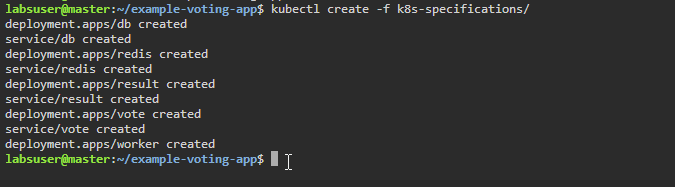 labsuser@master:~/example-voting-app$ kubectl create -f k8s-specifications/
deployment.apps/db created
service/db created
deployment.apps/redis created
service/redis created
deployment.apps/result created
service/result created
deployment.apps/vote created
service/vote created
deployment.apps/worker created
labsuser@master:~/example-voting-app$